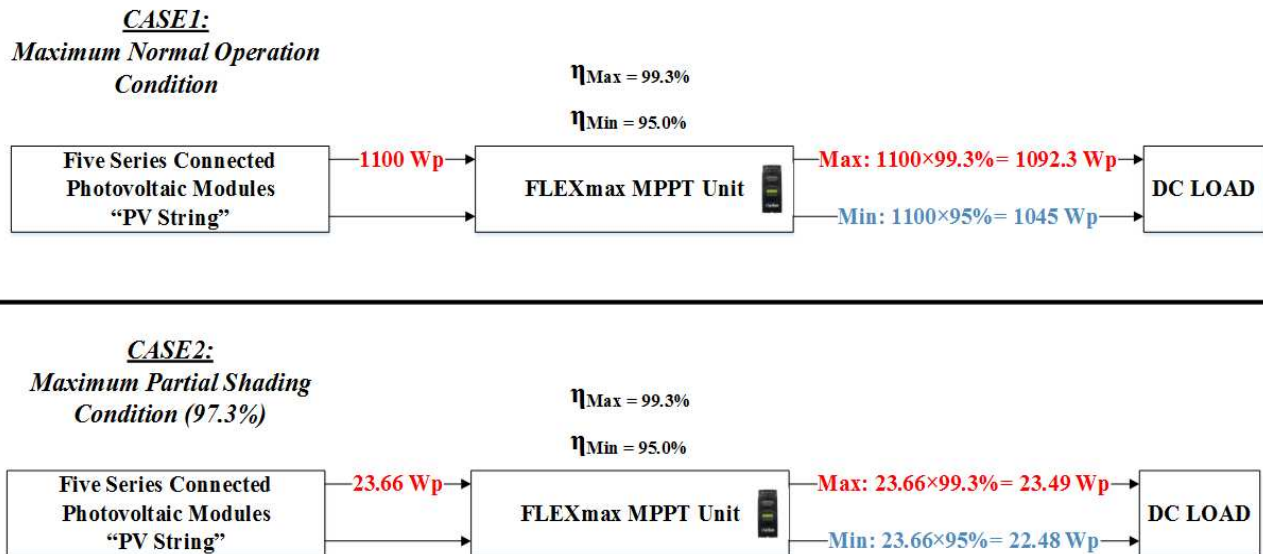 CASE1:
Maximum Normal Operation
Condition
ηMax = 99.3%
ηMin = 95.0%
Five Series Connected
Photovoltaic Modules
“PV String”
1100 Wp
FLEXmax MPPT Unit
Max: 1100×99.3%= 1092.3 Wp
Min: 1100×95%= 1045 Wp
DC LOAD
CASE2:
Maximum Partial Shading
Condition (97.3%)
ηMax = 99.3%
ηMin = 95.0%
Five Series Connected
Photovoltaic Modules
“PV String”
23.66 Wp
FLEXmax MPPT Unit
Max: 23.66×99.3%= 23.49 Wp
Min: 23.66×95%= 22.48 Wp
DC LOAD